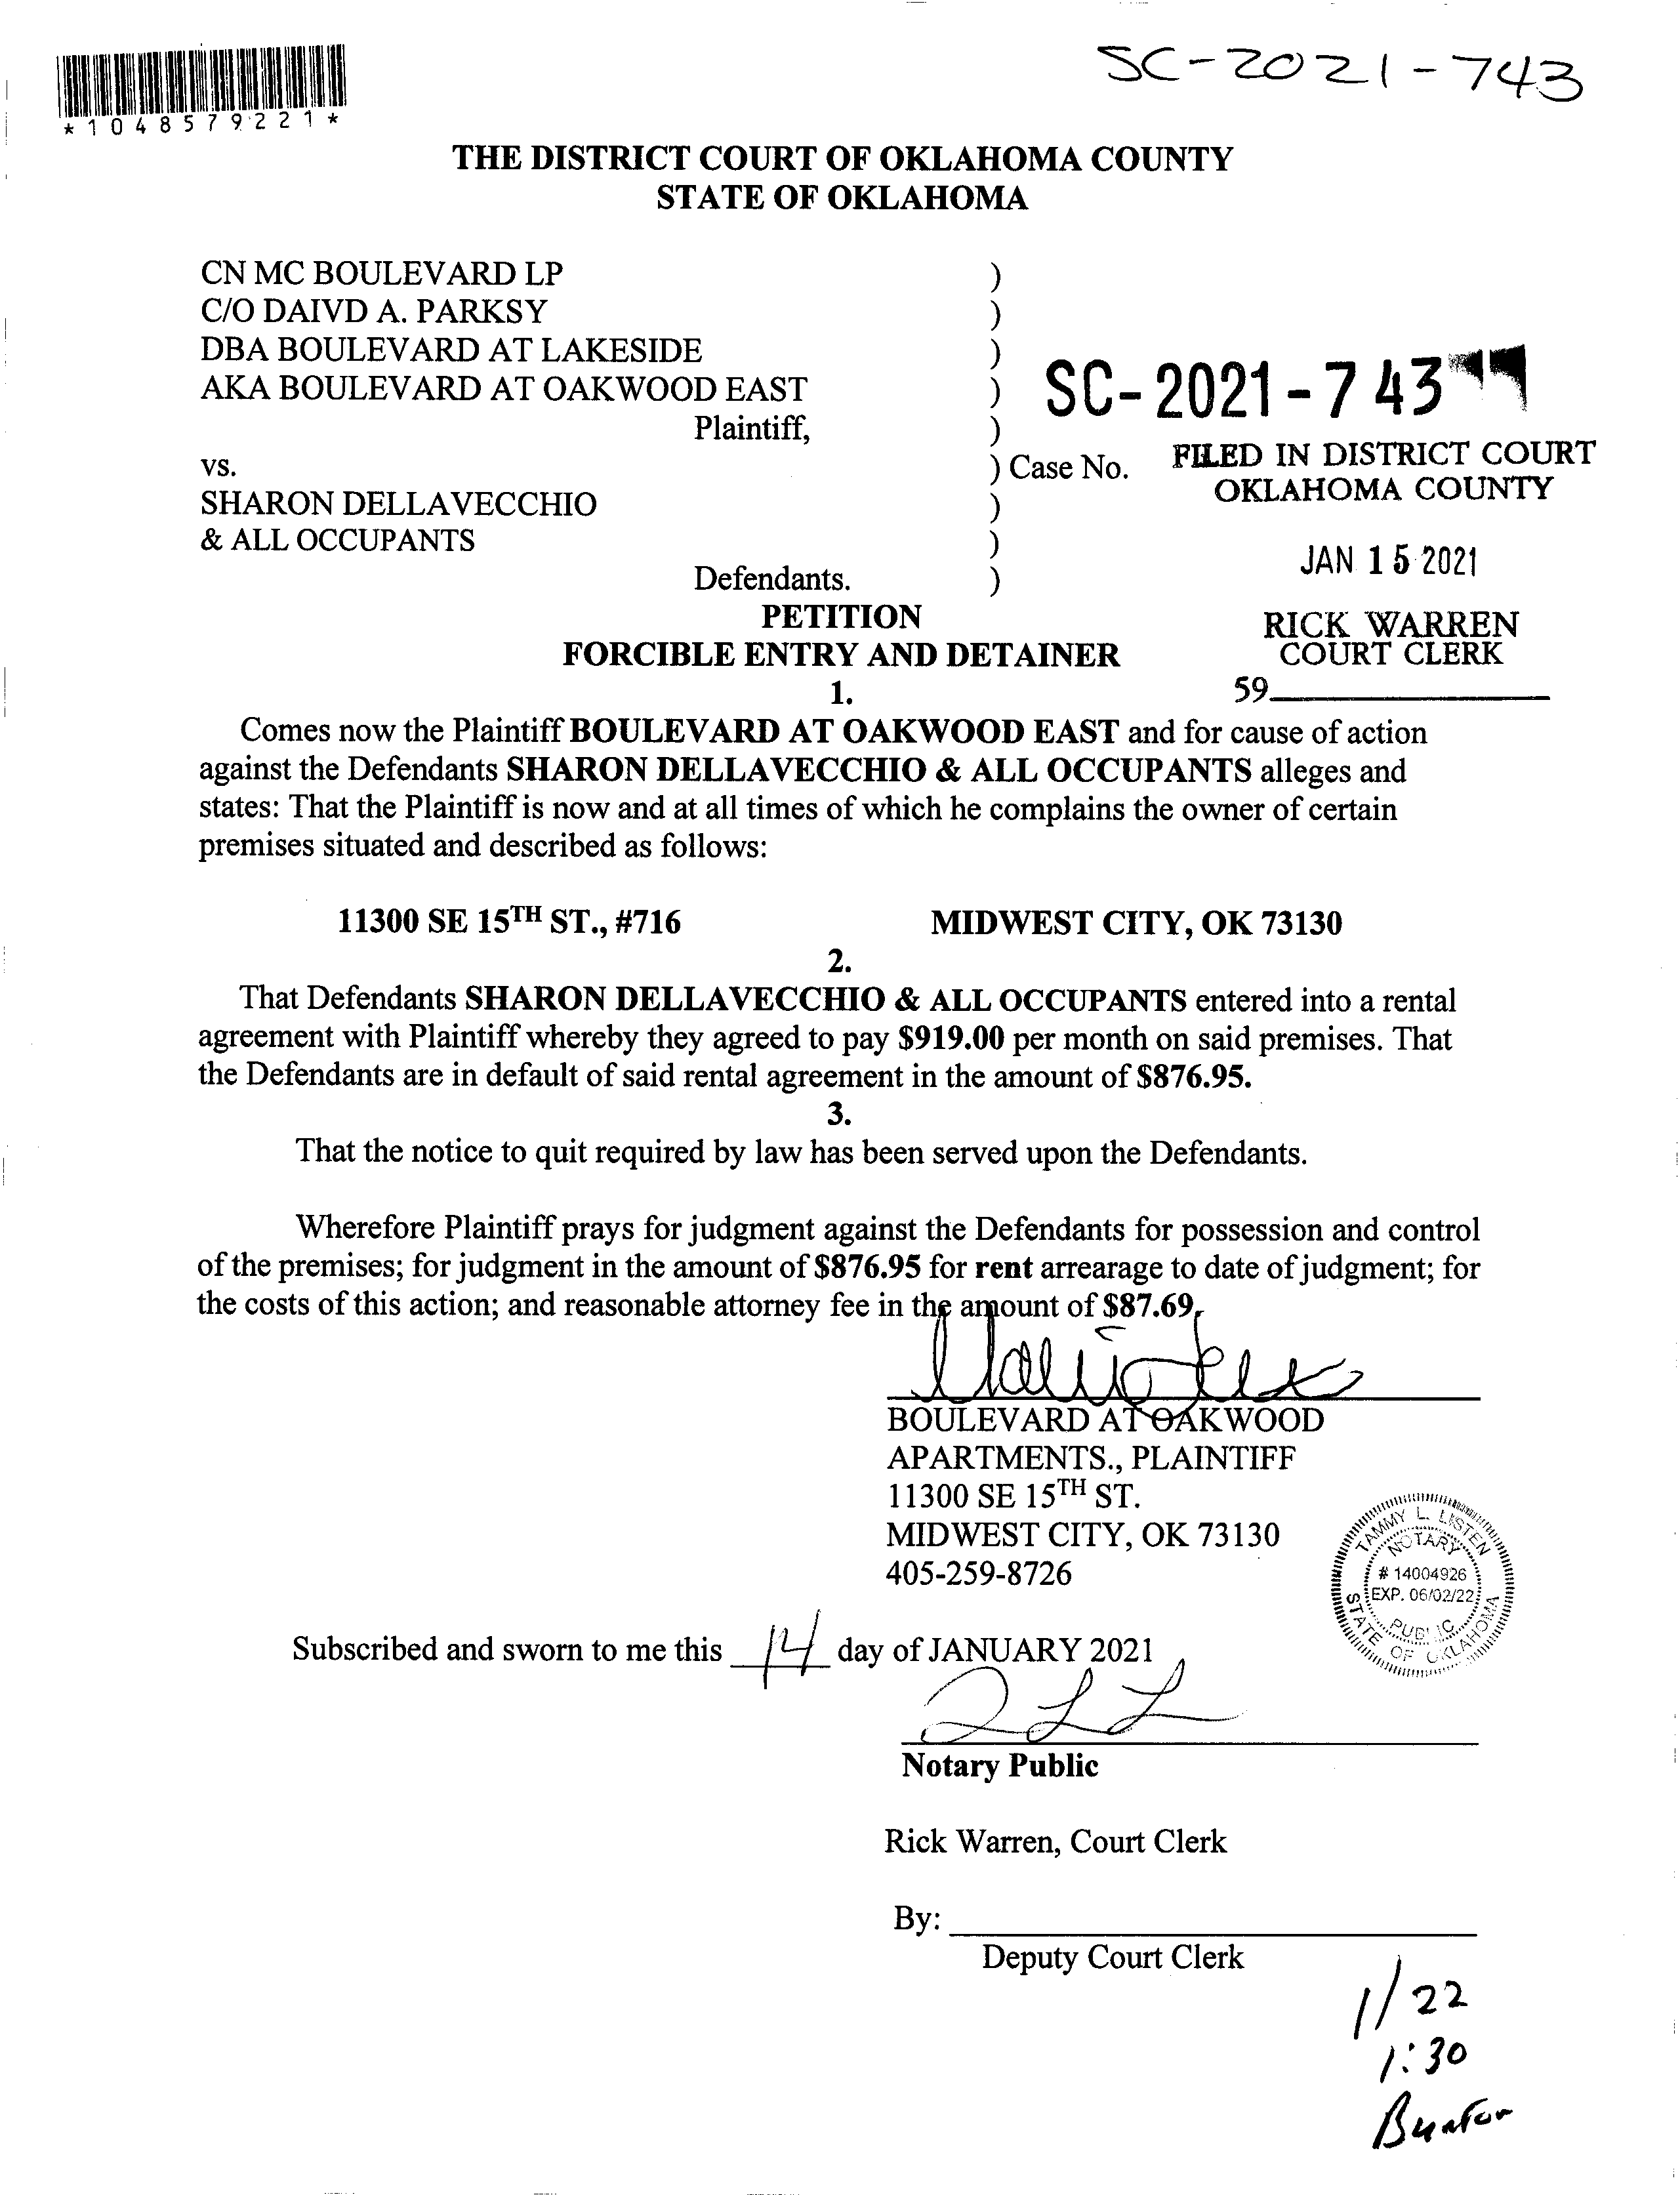 SC-2021-743
*1048579221*
THE DISTRICT COURT OF OKLAHOMA COUNTY
STATE OF OKLAHOMA
CN MC BOULEVARD LP )
C/O DAIVD A. PARKSY )
DBA BOULEVARD AT LAKESIDE )
AKA BOULEVARD AT OAKWOOD EAST ) SC-2021-743
Plaintiff, )
vs. ) Case No. FILED IN DISTRICT COURT
OKLAHOMA COUNTY
SHARON DELLAVECCHIO )
& ALL OCCUPANTS )
JAN 15 2021
Defendants. )
PETITION
RICK WARREN
COURT CLERK
FORCIBLE ENTRY AND DETAINER
1.
59
Comes now the Plaintiff BOULEVARD AT OAKWOOD EAST and for cause of action
against the Defendants SHARON DELLAVECCHIO & ALL OCCUPANTS alleges and
states: That the Plaintiff is now and at all times of which he complains the owner of certain
premises situated and described as follows:
11300 SE 15TH ST., #716 MIDWEST CITY, OK 73130
2.
That Defendants SHARON DELLAVECCHIO & ALL OCCUPANTS entered into a rental
agreement with Plaintiff whereby they agreed to pay $919.00 per month on said premises. That
the Defendants are in default of said rental agreement in the amount of $876.95.
3.
That the notice to quit required by law has been served upon the Defendants.
Wherefore Plaintiff prays for judgment against the Defendants for possession and control
of the premises; for judgment in the amount of $876.95 for rent arrearage to date of judgment; for
the costs of this action; and reasonable attorney fee in the amount of $87.69.
BOULEVARD AT OAKWOOD
APARTMENTS., PLAINTIFF
11300 SE 15TH ST.
MIDWEST CITY, OK 73130
405-259-8726
TAMMY L. LISTEN
NOTARY
# 14004926
EXP. 06/02/22
PUBLIC
STATE OF OKLAHOMA
Subscribed and sworn to me this 14 day of JANUARY 2021
Notary Public
Rick Warren, Court Clerk
By:
Deputy Court Clerk
1/22
1:30